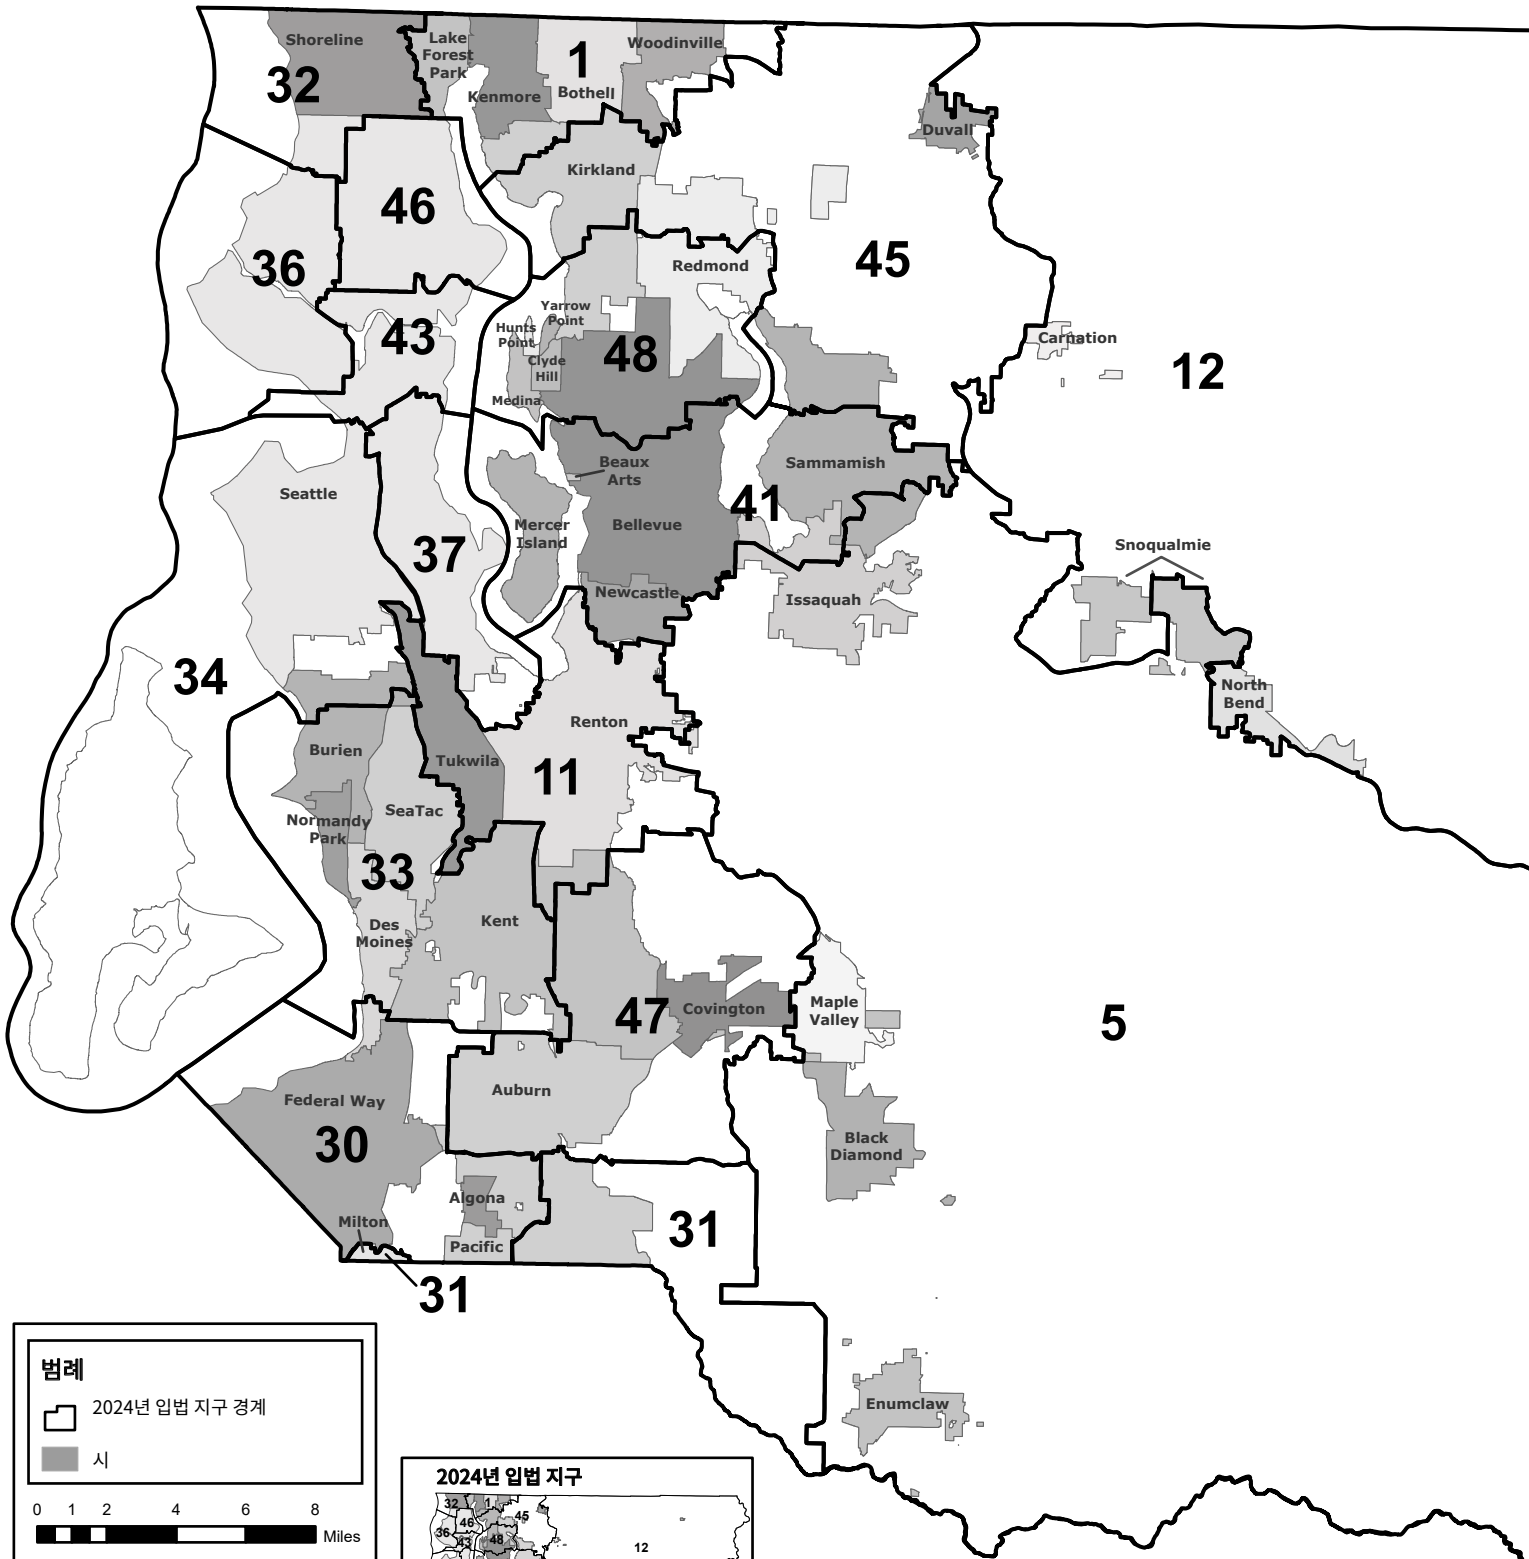 Shoreline
Lake
Forest
Park
Kenmore
1
Bothell
Woodinville
32
Duvall
Kirkland
46
36
45
Redmond
Yarrow
Point
Hunts
Point
43
48
Clyde
Hill
Medina
Carnation
12
Beaux
Arts
Sammamish
Seattle
41
Mercer
Island
Bellevue
37
Snoqualmie
Newcastle
Issaquah
34
North
Bend
Renton
Burien
Tukwila
11
SeaTac
Normandy
Park
33
Des
Moines
Kent
47
Covington
Maple
Valley
5
Auburn
Federal Way
30
Black
Diamond
Algona
Milton
Pacific
31
31
Enumclaw
범례
2024년 입법 지구 경계
시
0 1 2 4 6 8
Miles
2024년 입법 지구
32
1
45
46
36
43
48
12